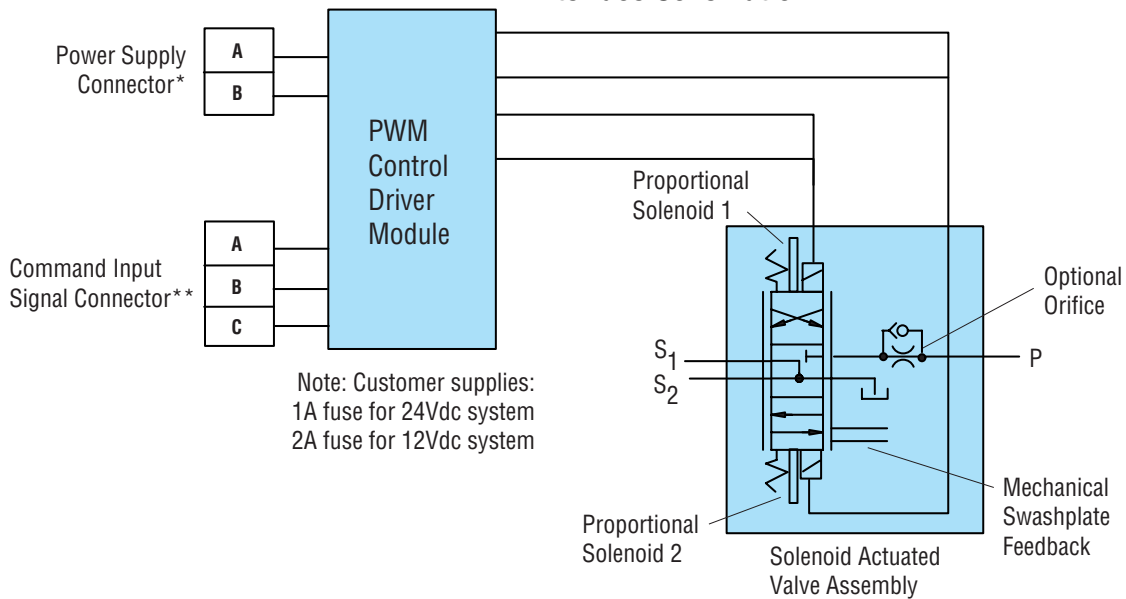 Power Supply
Connector*
A
B
PWM
Control
Driver
Module
Command Input
Signal Connector**
A
B
C
Note: Customer supplies:
1A fuse for 24Vdc system
2A fuse for 12Vdc system
Proportional
Solenoid 1
Optional
Orifice
S1
S2
P
Mechanical
Swashplate
Feedback
Proportional
Solenoid 2
Solenoid Actuated
Valve Assembly